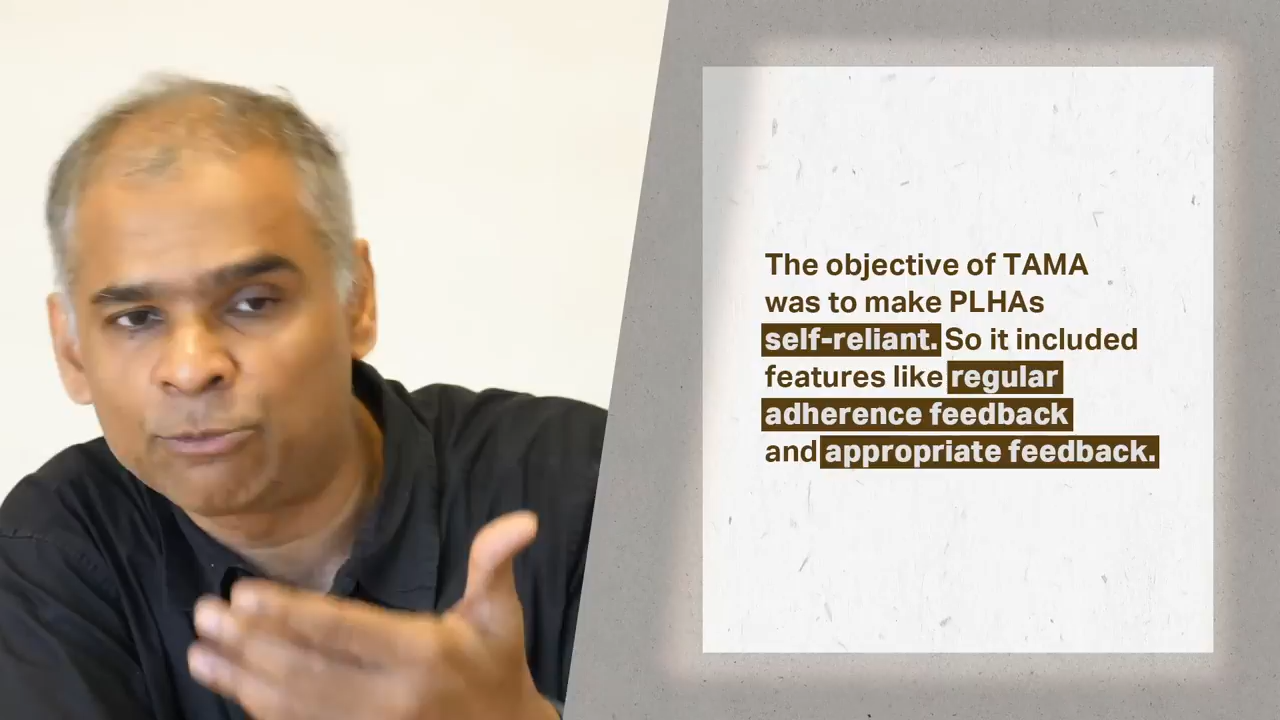 The objective of TAMA
was to make PLHAs
self-reliant. So it included
features like regular
adherence feedback
and appropriate feedback.